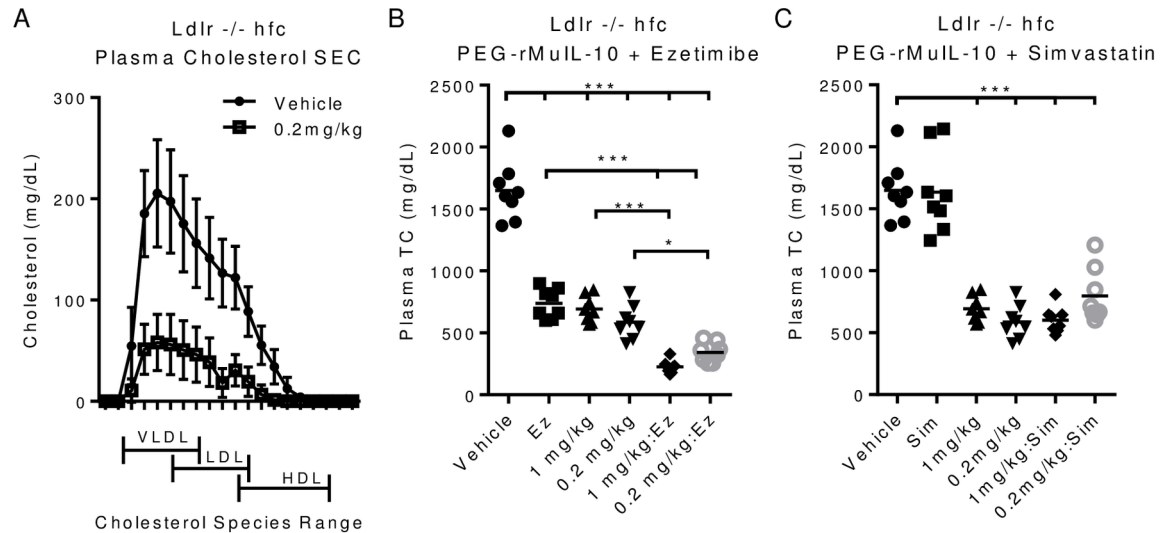 A
Ldlr -/- hfc
Plasma Cholesterol SEC
Cholesterol (mg/dL)
300
200
100
0
Vehicle
0.2mg/kg
VLDL
LDL
HDL
Cholesterol Species Range
B
Ldlr -/- hfc
PEG-rMuIL-10 + Ezetimibe
Plasma TC (mg/dL)
2500
2000
1500
1000
500
0
***
***
***
*
Vehicle
Ez
1 mg/kg
0.2 mg/kg
1 mg/kg:Ez
0.2 mg/kg:Ez
C
Ldlr -/- hfc
PEG-rMuIL-10 + Simvastatin
Plasma TC (mg/dL)
2500
2000
1500
1000
500
0
***
Vehicle
Sim
1 mg/kg
0.2mg/kg
1mg/kg:Sim
0.2mg/kg:Sim